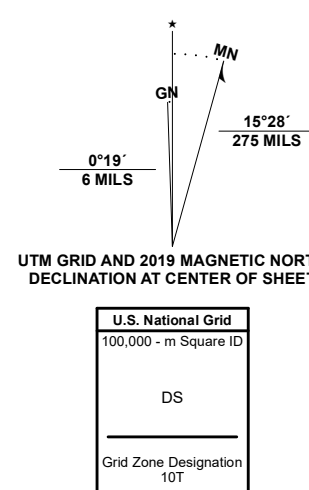 ★
MN
GN
15°28´
275 MILS
0°19´
6 MILS
UTM GRID AND 2019 MAGNETIC NORT
DECLINATION AT CENTER OF SHEET
U.S. National Grid
100,000 - m Square ID
DS
Grid Zone Designation
10T